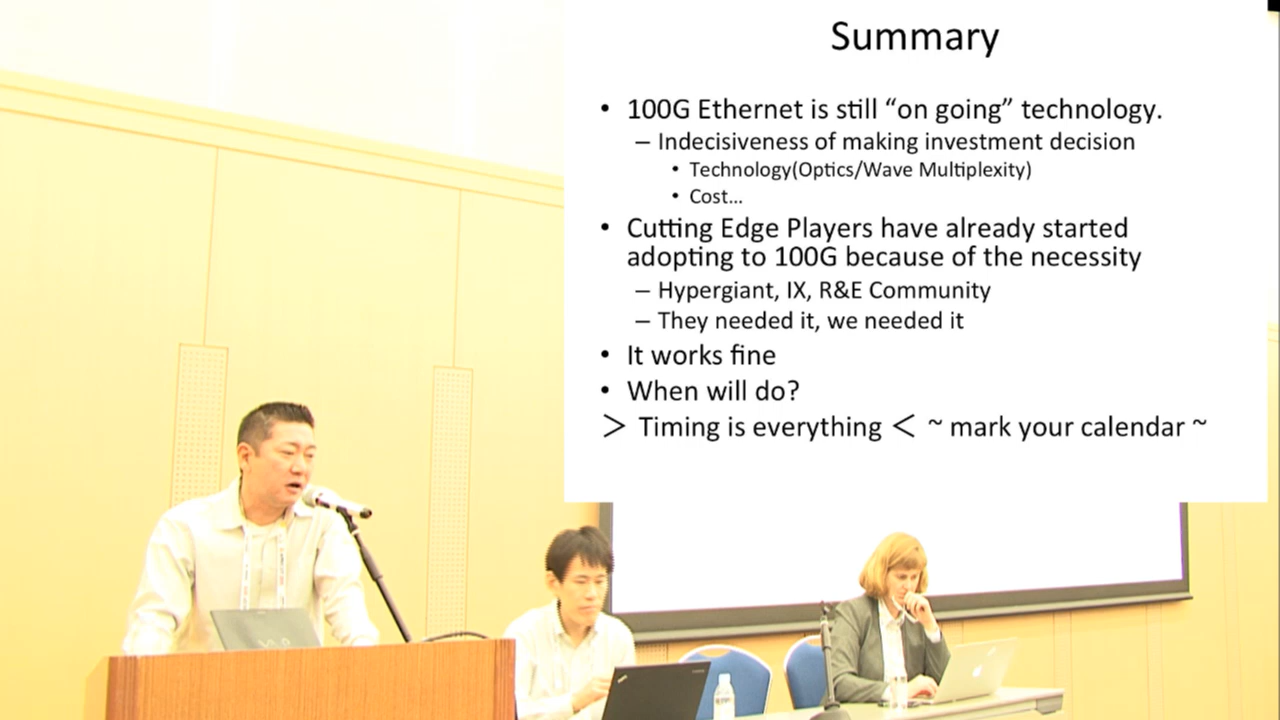 Summary
• 100G Ethernet is still “on going” technology.
– Indecisiveness of making investment decision
• Technology(Optics/Wave Multiplexity)
• Cost…
• Cutting Edge Players have already started
adopting to 100G because of the necessity
– Hypergiant, IX, R&E Community
– They needed it, we needed it
• It works fine
• When will do?
＞ Timing is everything ＜ ~ mark your calendar ~
VAIO